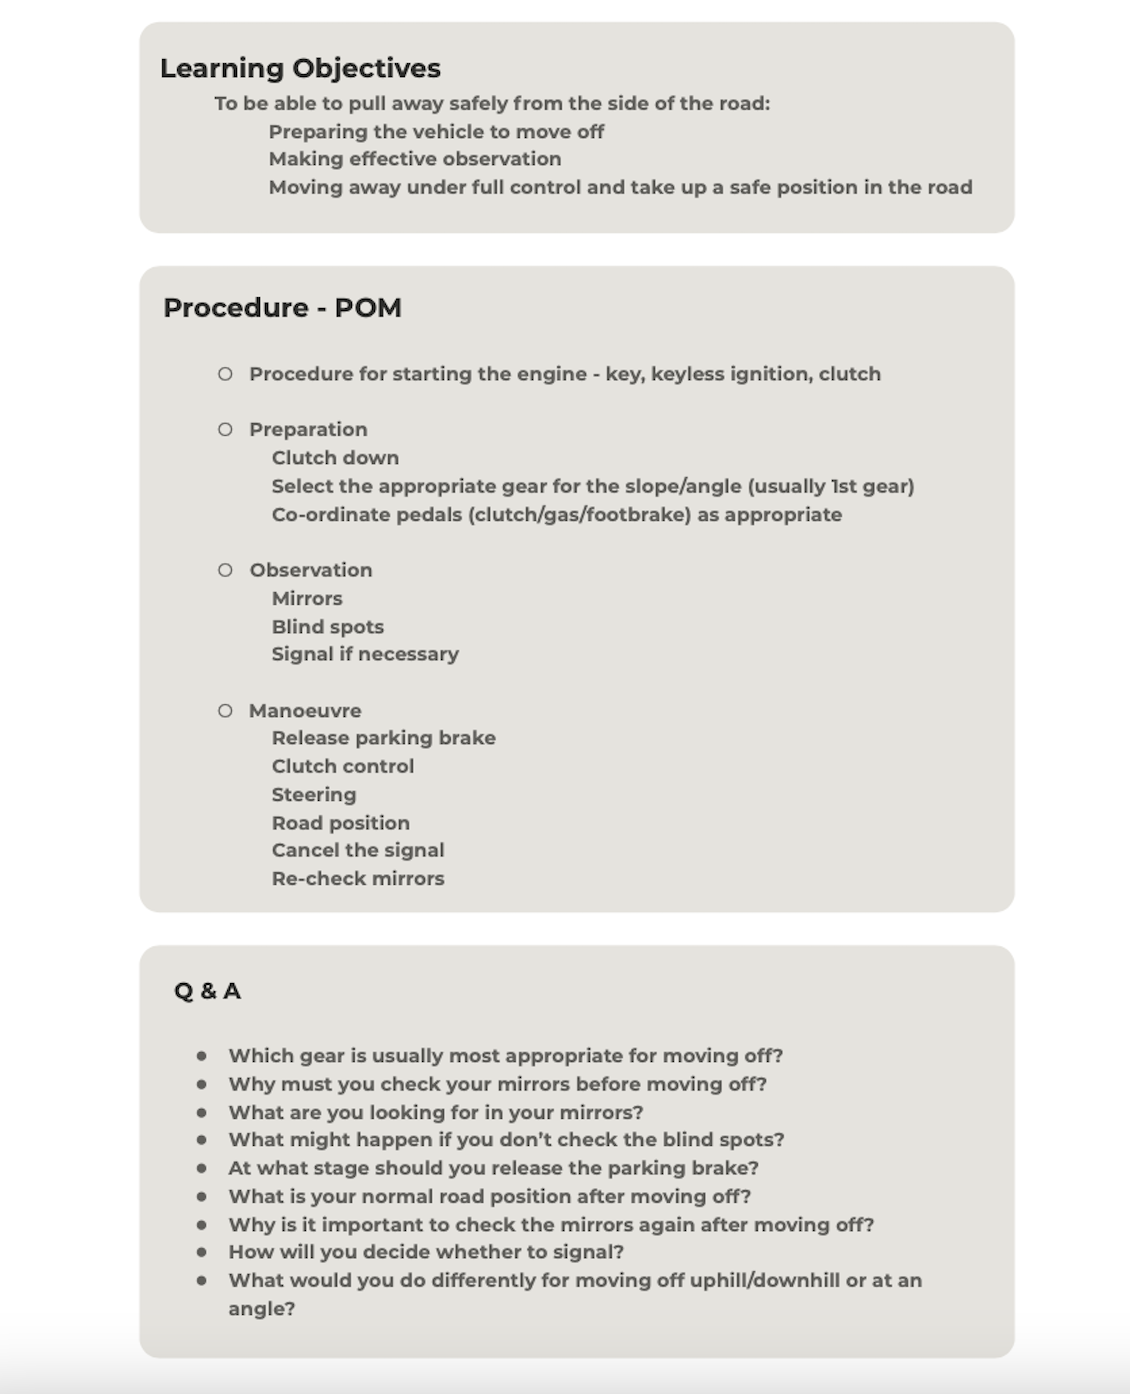 Learning Objectives
To be able to pull away safely from the side of the road:
Preparing the vehicle to move off
Making effective observation
Moving away under full control and take up a safe position in the road
Procedure - POM
Procedure for starting the engine - key, keyless ignition, clutch
Preparation
Clutch down
Select the appropriate gear for the slope/angle (usually 1st gear)
Co-ordinate pedals (clutch/gas/footbrake) as appropriate
Observation
Mirrors
Blind spots
Signal if necessary
Manoeuvre
Release parking brake
Clutch control
Steering
Road position
Cancel the signal
Re-check mirrors
Q & A
Which gear is usually most appropriate for moving off?
Why must you check your mirrors before moving off?
What are you looking for in your mirrors?
What might happen if you don’t check the blind spots?
At what stage should you release the parking brake?
What is your normal road position after moving off?
Why is it important to check the mirrors again after moving off?
How will you decide whether to signal?
What would you do differently for moving off uphill/downhill or at an
angle?